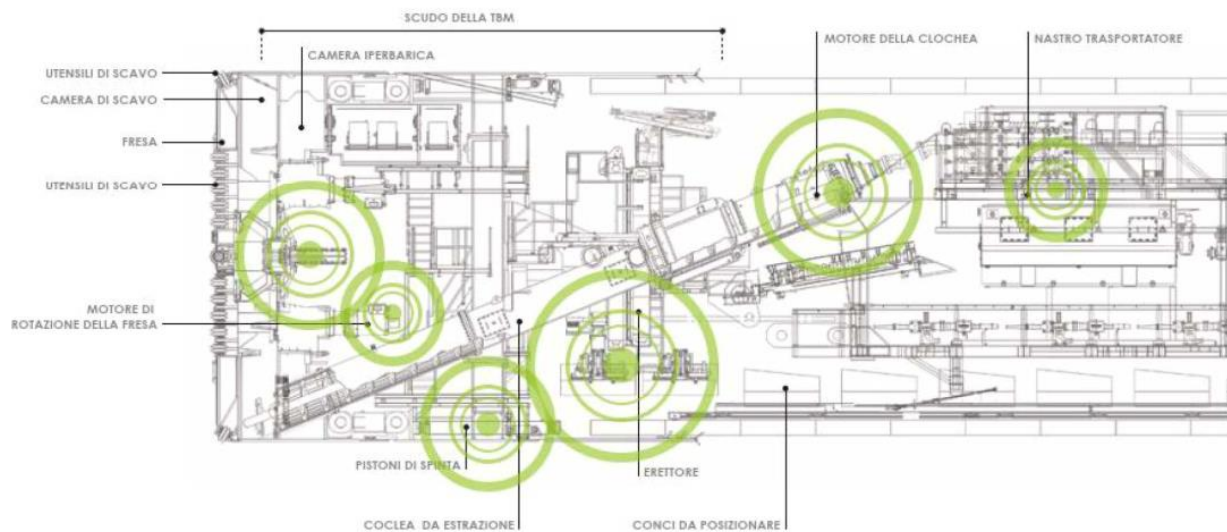 SCUDO DELLA TBM
CAMERA IPERBARICA
MOTORE DELLA CLOCHEA
NASTRO TRASPORTATORE
UTENSILI DI SCAVO
CAMERA DI SCAVO
FRESA
UTENSILI DI SCAVO
MOTORE DI
ROTAZIONE DELLA FRESA
PISTONI DI SPINTA
ERETTORE
COCLEA DA ESTRAZIONE
CONCI DA POSIZIONARE